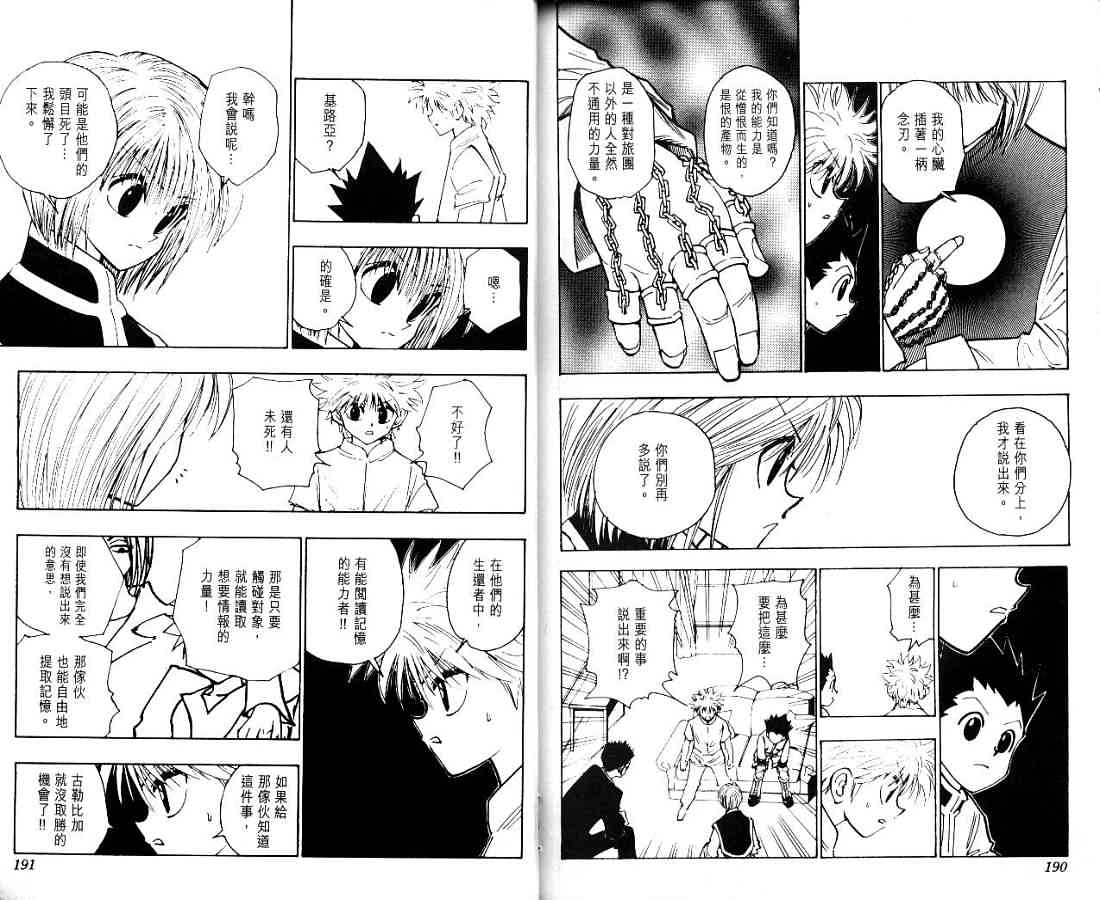 我的心臟
插著一柄
念刃。
你們知道嗎?
我的能力是
從憎恨而生的,
是恨的產物。
是一種對旅團
以外的人全然
不通用的力量。
看在你們分上,
我才説出來。
你們別再
多説了。
為甚麼…
為甚麼
要把這麼…
重要的事
説出來啊!?
190
基路亞?
嗯…
的確是。
幹嗎
我會説呢…
可能是他們的
頭目死了…
我鬆懈了
下來。
不好了!!
還有人
未死!!
在他們的
生還者中,
有能閲讀記憶
的能力者!!
那是只要
觸碰對象,
就能讀取
想要情報的
力量!
即使我們完全
沒有想説出來
的意思,
那傢伙
也能自由地
提取記憶。
如果給
那傢伙知道
這件事,
古勒比加
就沒取勝的
機會了!!
191